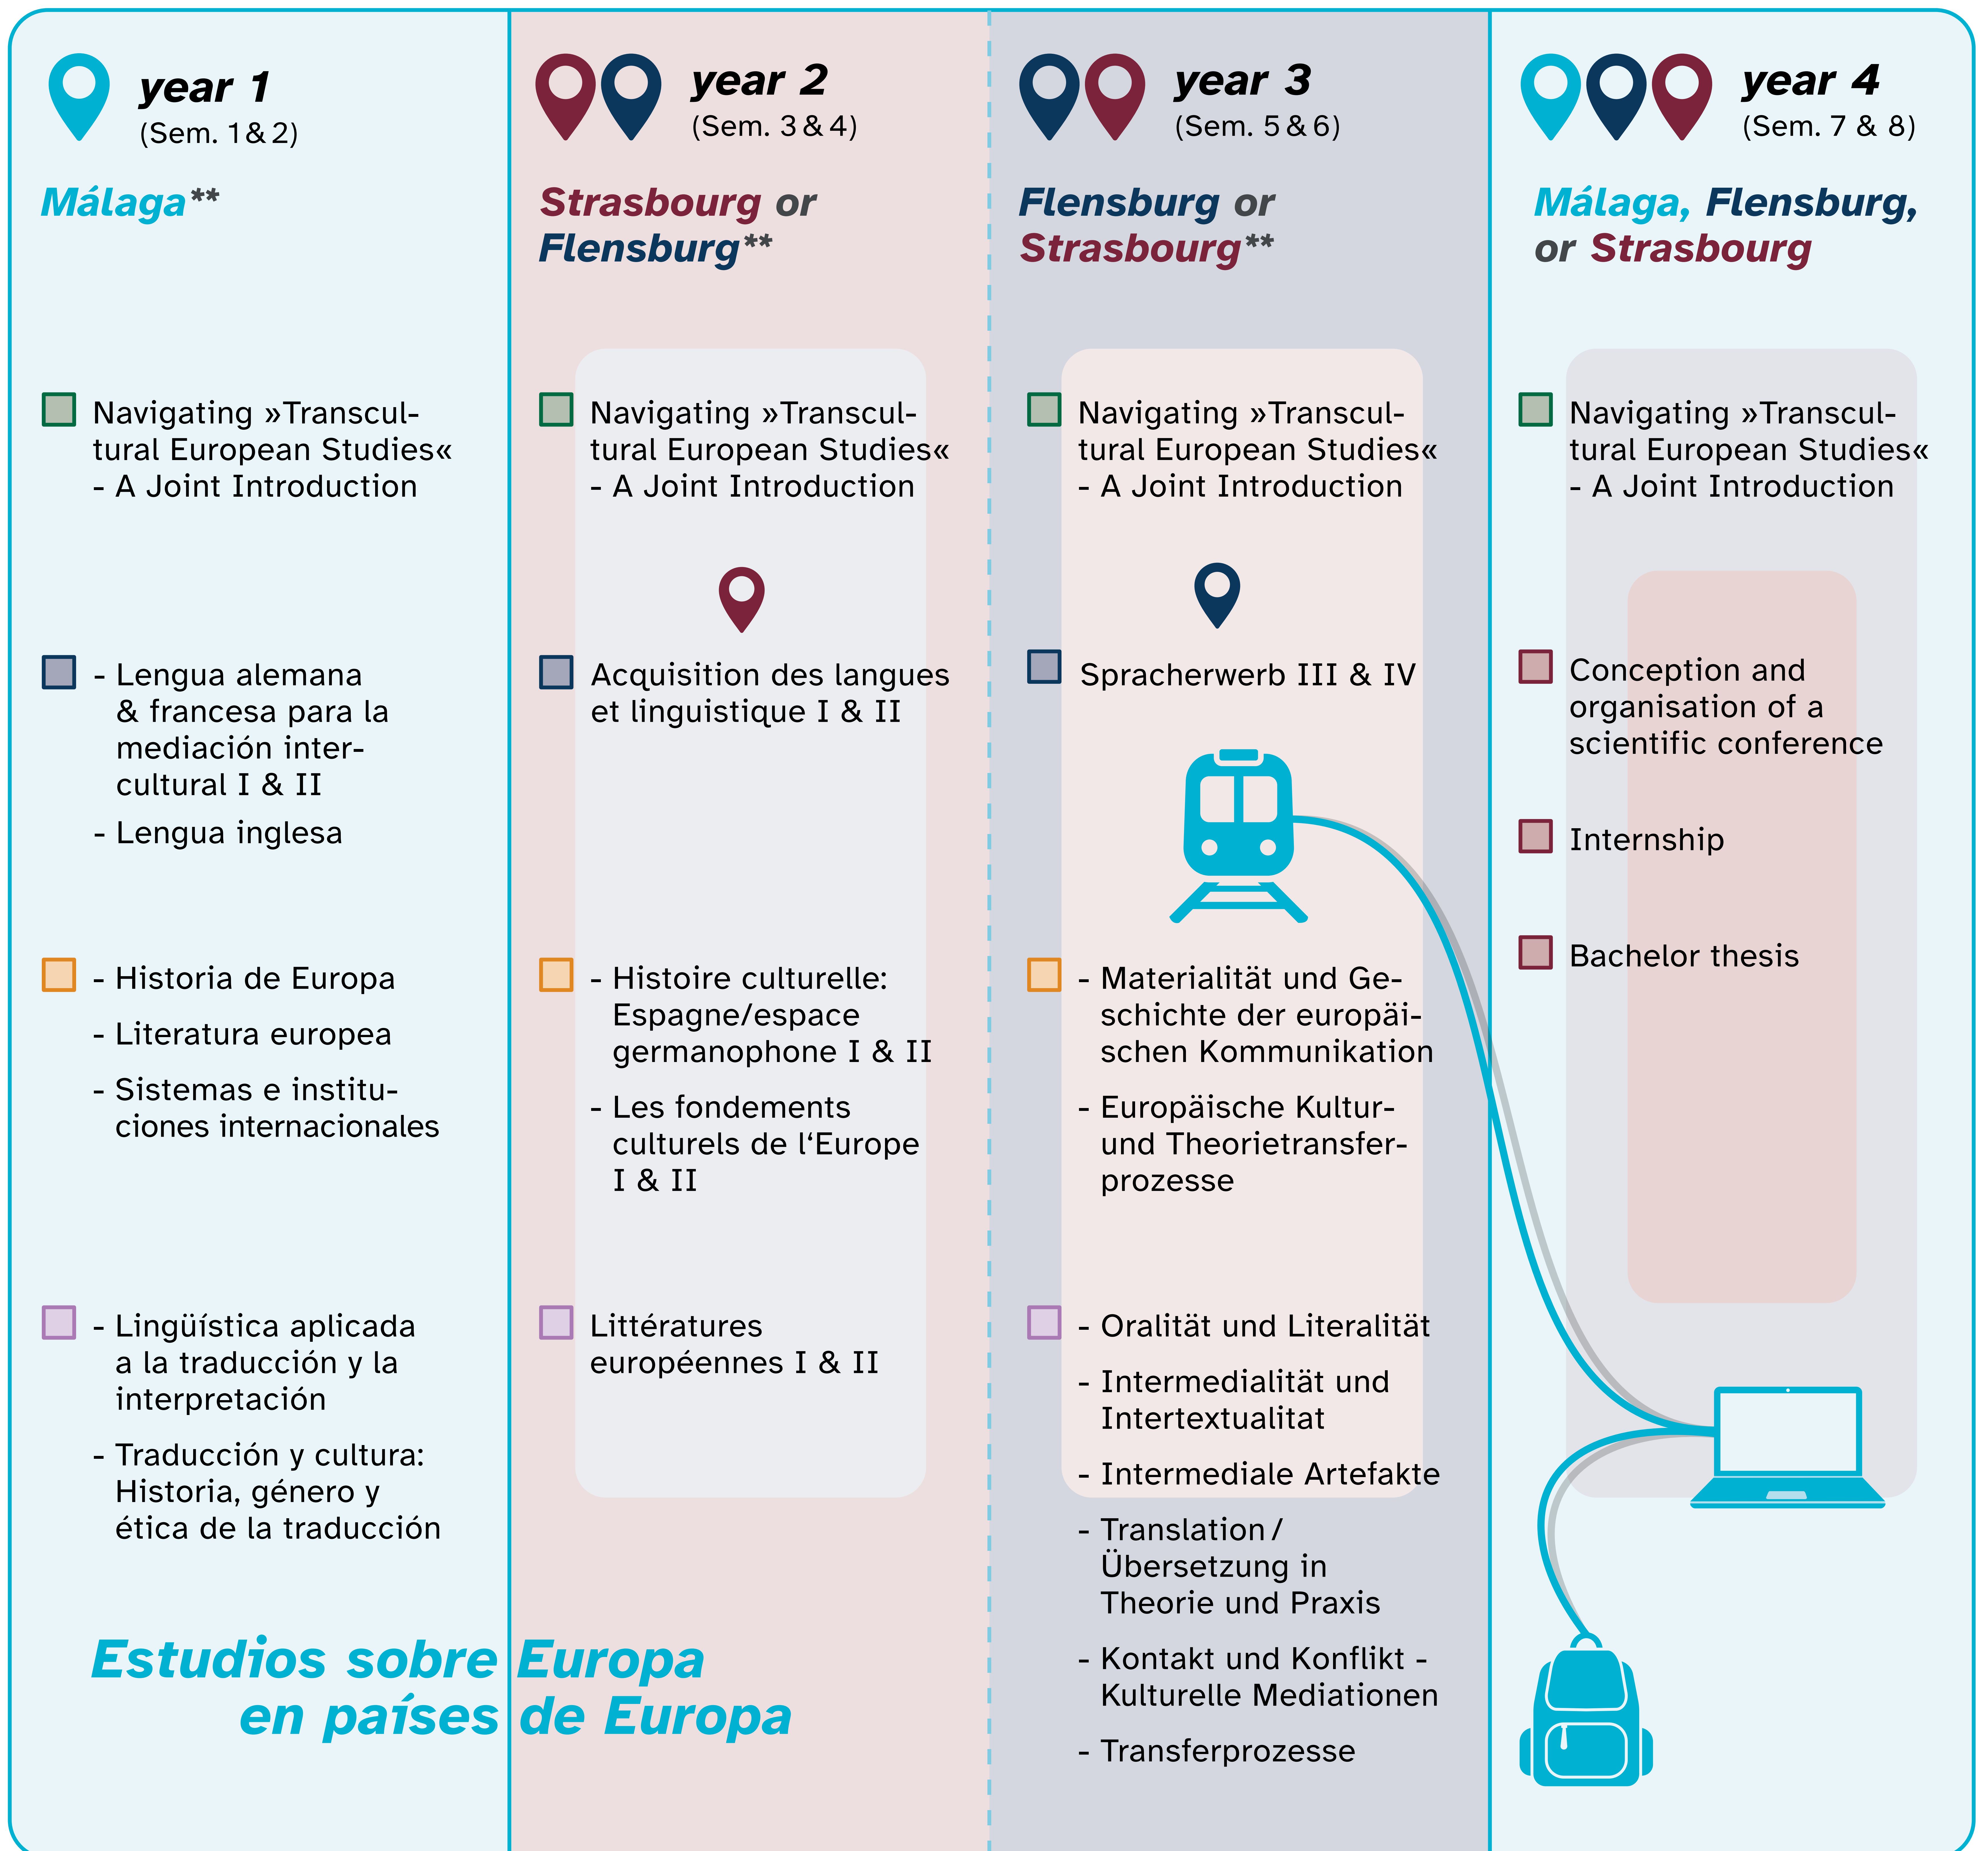 year 1
(Sem. 1 & 2)
Málaga**
Navigating »Transcul-
tural European Studies«
- A Joint Introduction
- Lengua alemana
& francesa para la
mediación inter-
cultural I & II
- Lengua inglesa
- Historia de Europa
- Literatura europea
- Sistemas e institu-
ciones internacionales
- Lingüística aplicada
a la traducción y la
interpretación
- Traducción y cultura:
Historia, género y
ética de la traducción
year 2
(Sem. 3 & 4)
Strasbourg or
Flensburg**
Navigating »Transcul-
tural European Studies«
- A Joint Introduction
Acquisition des langues
et linguistique I & II
- Histoire culturelle:
Espagne/espace
germanophone I & II
- Les fondements
culturels de l‘Europe
I & II
Littératures
européennes I & II
year 3
(Sem. 5 & 6)
Flensburg or
Strasbourg**
Navigating »Transcul-
tural European Studies«
- A Joint Introduction
Spracherwerb III & IV
- Materialität und Ge-
schichte der europäi-
schen Kommunikation
- Europäische Kultur-
und Theorietransfer-
prozesse
- Oralität und Literalität
- Intermedialität und
Intertextualitat
- Intermediale Artefakte
- Translation /
Übersetzung in
Theorie und Praxis
- Kontakt und Konflikt -
Kulturelle Mediationen
- Transferprozesse
year 4
(Sem. 7 & 8)
Málaga, Flensburg,
or Strasbourg
Navigating »Transcul-
tural European Studies«
- A Joint Introduction
Conception and
organisation of a
scientific conference
Internship
Bachelor thesis
Estudios sobre Europa
en países de Europa